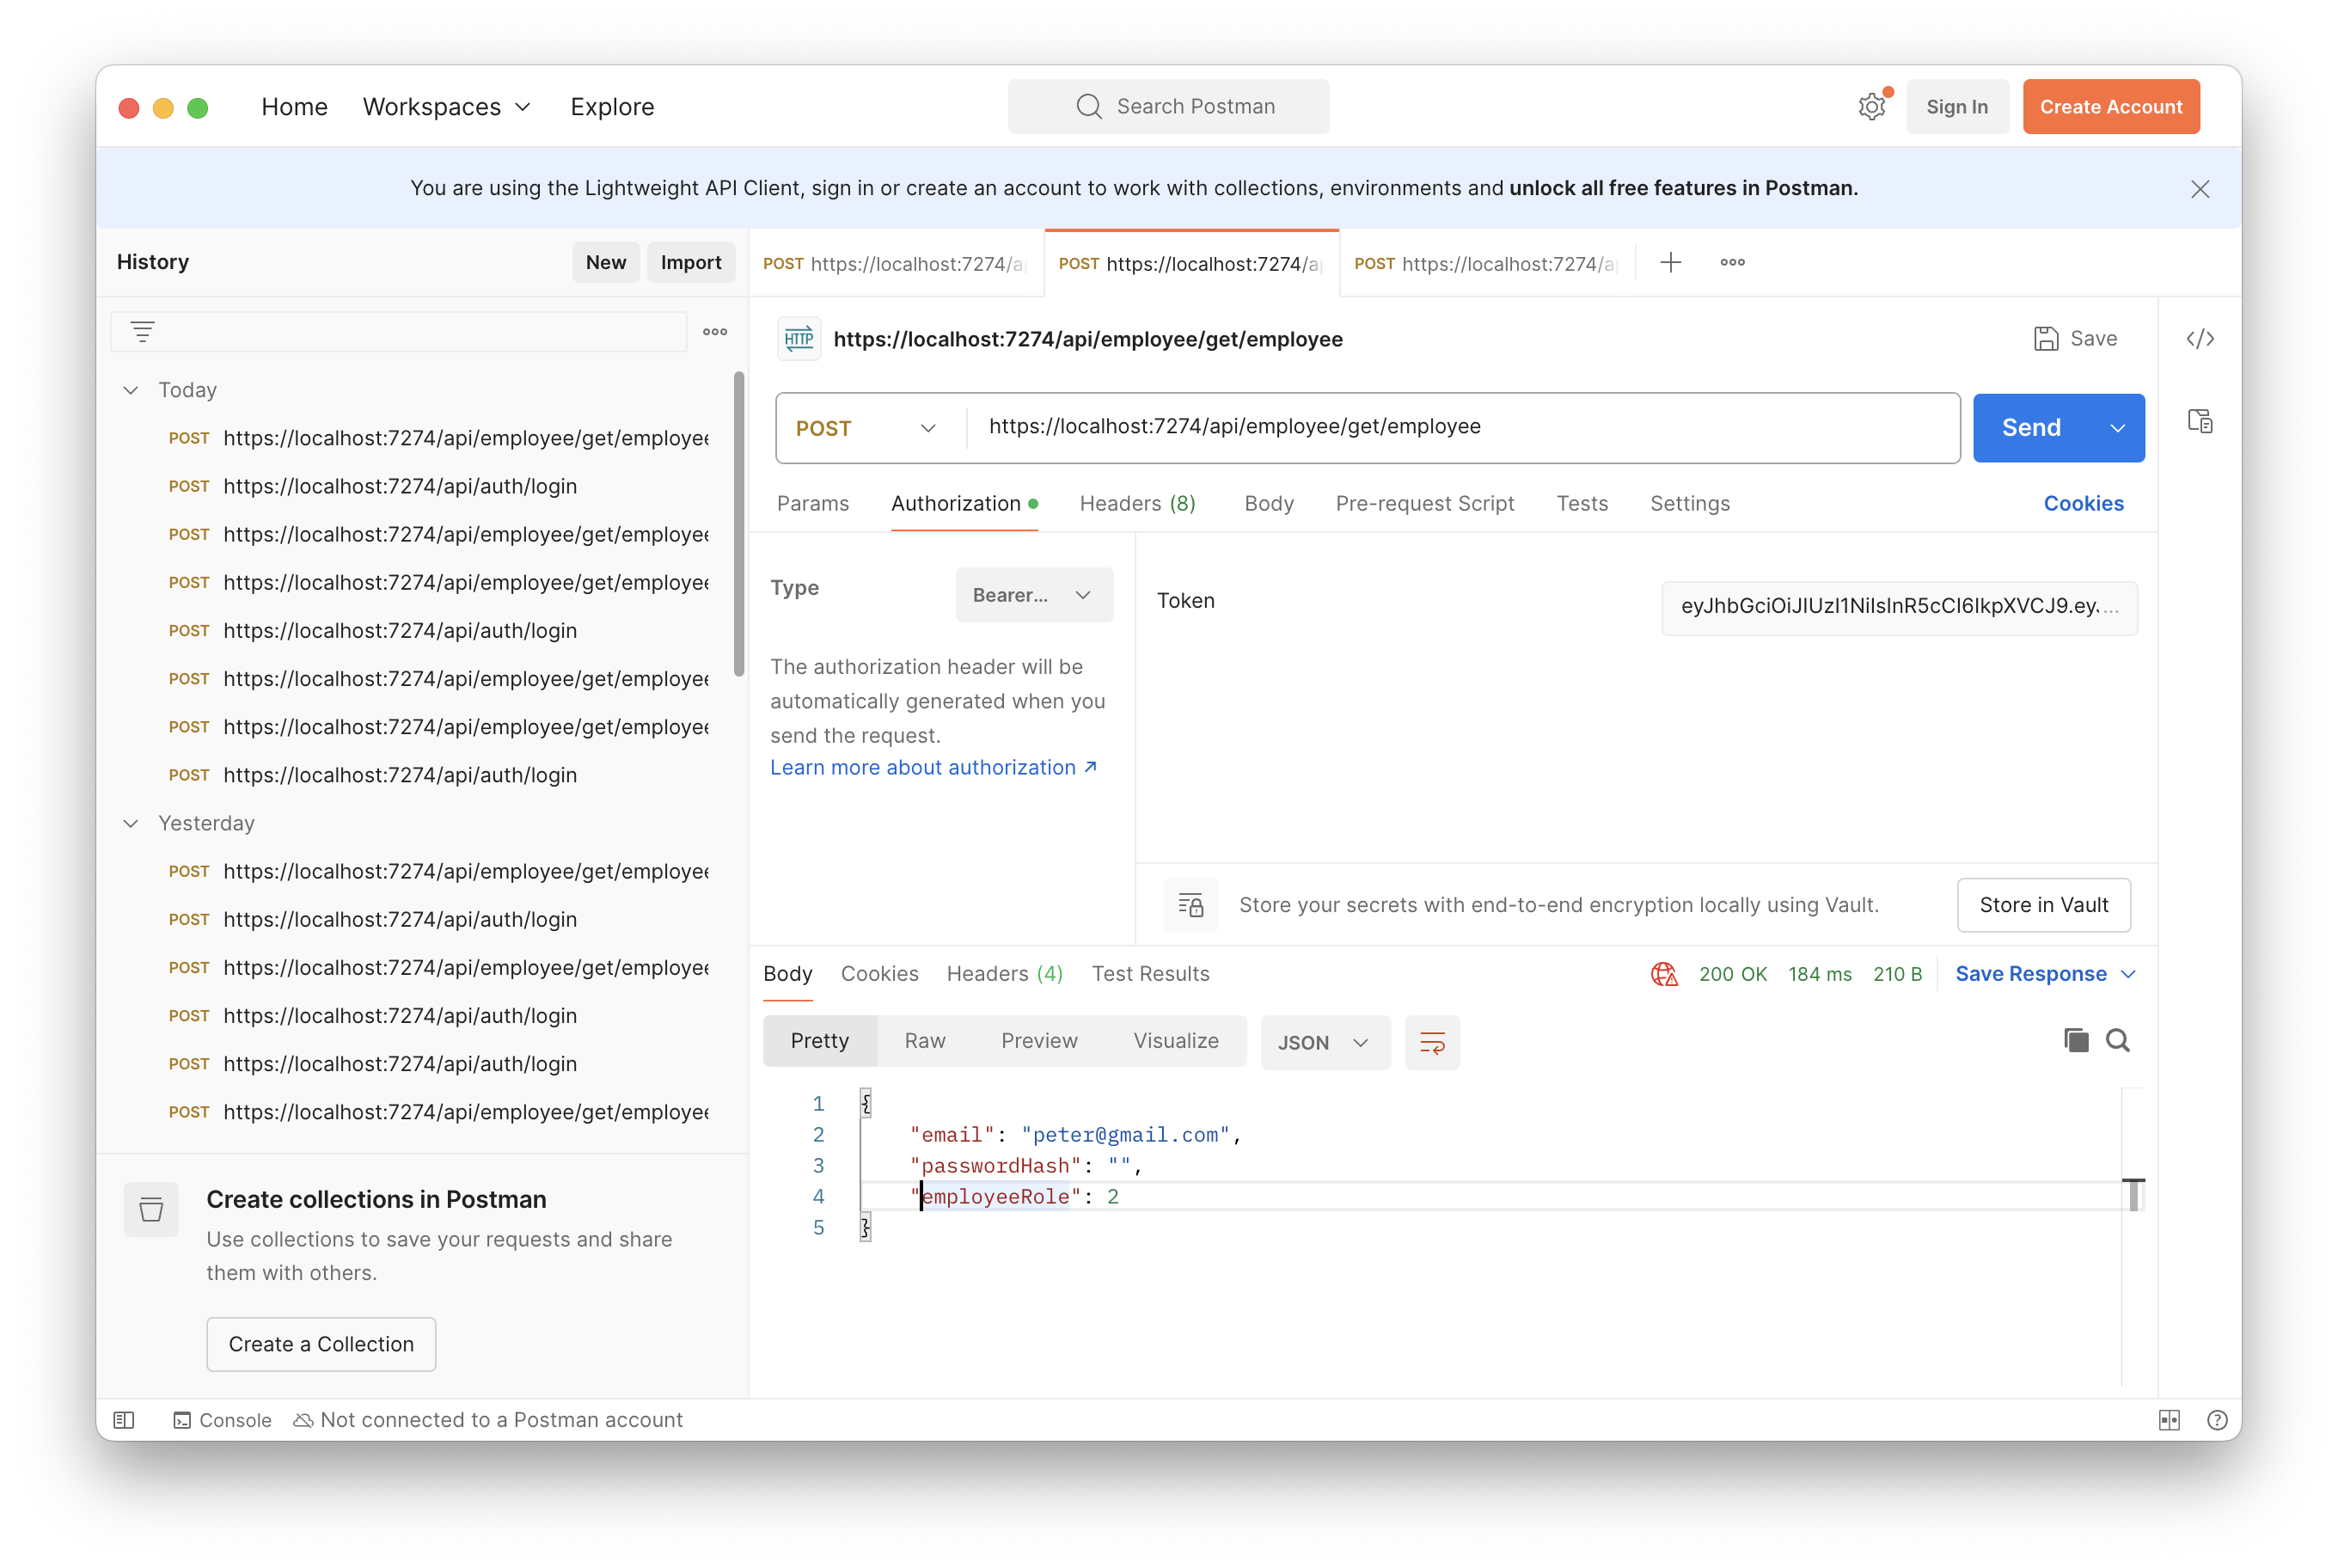 Home Workspaces Explore Search Postman Sign In Create Account
You are using the Lightweight API Client, sign in or create an account to work with collections, environments and unlock all free features in Postman.
History New Import
POST https://localhost:7274/a
POST https://localhost:7274/a
POST https://localhost:7274/a
Today
POST https://localhost:7274/api/employee/get/employee
POST https://localhost:7274/api/auth/login
POST https://localhost:7274/api/employee/get/employee
POST https://localhost:7274/api/employee/get/employee
POST https://localhost:7274/api/auth/login
POST https://localhost:7274/api/employee/get/employee
POST https://localhost:7274/api/employee/get/employee
POST https://localhost:7274/api/auth/login
Yesterday
POST https://localhost:7274/api/employee/get/employee
POST https://localhost:7274/api/auth/login
POST https://localhost:7274/api/employee/get/employee
POST https://localhost:7274/api/auth/login
POST https://localhost:7274/api/auth/login
POST https://localhost:7274/api/employee/get/employee
Create collections in Postman
Use collections to save your requests and share
them with others.
Create a Collection
HTTP https://localhost:7274/api/employee/get/employee Save
POST https://localhost:7274/api/employee/get/employee Send
Params Authorization Headers (8) Body Pre-request Script Tests Settings Cookies
Type Bearer...
The authorization header will be
automatically generated when you
send the request.
Learn more about authorization ↗
Token eyJhbGciOiJIUzI1NiIsInR5cCI6IkpXVCJ9.ey...
Store your secrets with end-to-end encryption locally using Vault. Store in Vault
Body Cookies Headers (4) Test Results 200 OK 184 ms 210 B Save Response
Pretty Raw Preview Visualize JSON
1 {
2 "email": "peter@gmail.com",
3 "passwordHash": "",
4 "employeeRole": 2
5 }
Console Not connected to a Postman account